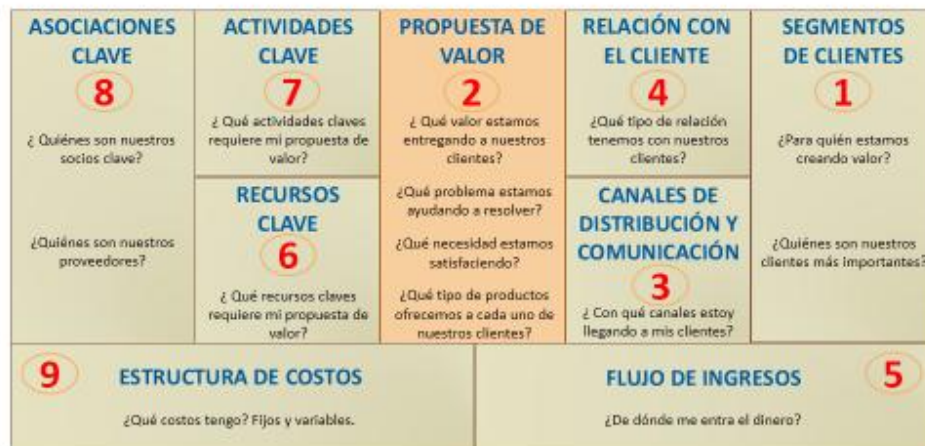 ASOCIACIONES
CLAVE
8
¿ Quiénes son nuestros
socios clave?
¿Quiénes son nuestros
proveedores?
ACTIVIDADES
CLAVE
7
¿ Qué actividades claves
requiere mi propuesta de
valor?
RECURSOS
CLAVE
6
¿ Qué recursos claves
requiere mi propuesta de
valor?
PROPUESTA DE
VALOR
2
¿ Qué valor estamos
entregando a nuestros
clientes?
¿Qué problema estamos
ayudando a resolver?
¿Qué necesidad estamos
satisfaciendo?
¿Qué tipo de productos
ofrecemos a cada uno de
nuestros clientes?
RELACIÓN CON
EL CLIENTE
4
¿Qué tipo de relación
tenemos con nuestros
clientes?
CANALES DE
DISTRIBUCIÓN Y
COMUNICACIÓN
3
¿ Con qué canales estoy
llegando a mis clientes?
SEGMENTOS
DE CLIENTES
1
¿Para quién estamos
creando valor?
¿Quiénes son nuestros
clientes más importantes?
9
ESTRUCTURA DE COSTOS
¿Qué costos tengo? Fijos y variables.
FLUJO DE INGRESOS
5
¿De dónde me entra el dinero?